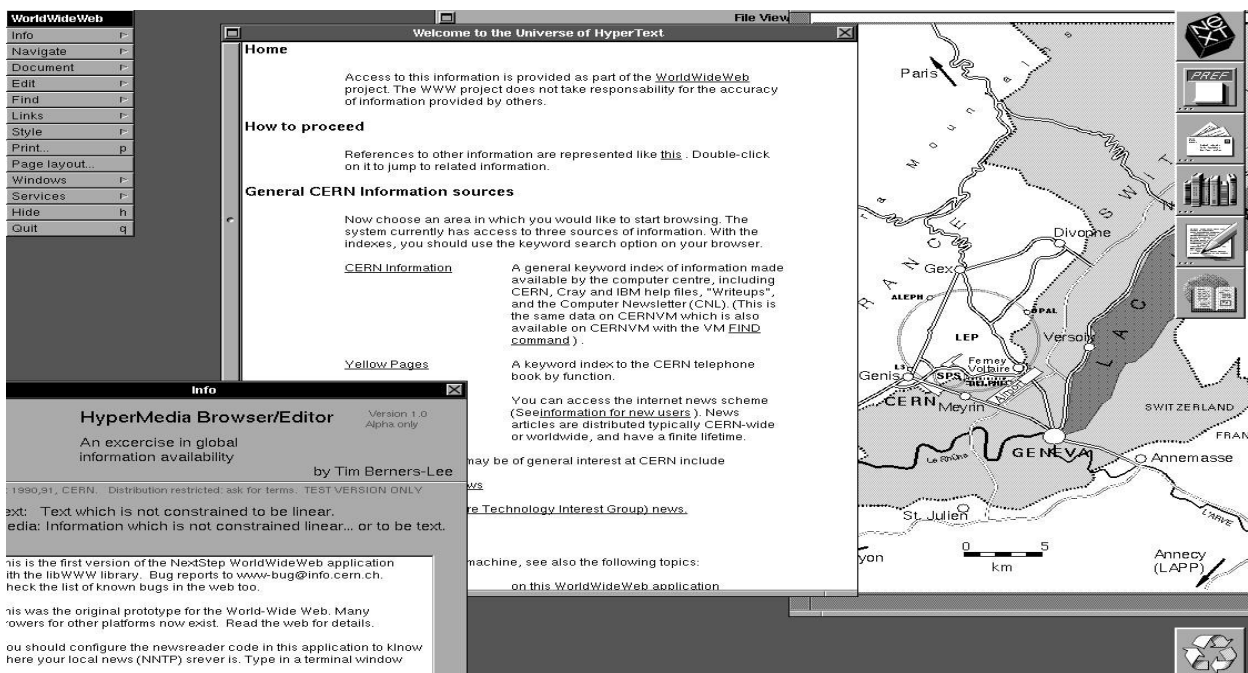 WorldWideWeb
Info
Navigate
Document
Edit
Find
Links
Style
Print... p
Page layout...
Windows
Services
Hide h
Quit q
File View
Welcome to the Universe of HyperText
Home
Access to this information is provided as part of the WorldWideWeb
project. The WWW project does not take responsability for the accuracy
of information provided by others.
How to proceed
References to other information are represented like this . Double-click
on it to jump to related information.
General CERN Information sources
Now choose an area in which you would like to start browsing. The
system currently has access to three sources of information. With the
indexes, you should use the keyword search option on your browser.
CERN Information
A general keyword index of information made
available by the computer centre, including
CERN, Cray and IBM help files, "Writeups",
and the Computer Newsletter (CNL). (This is
the same data on CERNVM which is also
available on CERNVM with the VM FIND
command ) .
Yellow Pages
A keyword index to the CERN telephone
book by function.
You can access the internet news scheme
(Seeinformation for new users ). News
articles are distributed typically CERN-wide
or worldwide, and have a finite lifetime.
may be of general interest at CERN include
ws
re Technology Interest Group) news.
machine, see also the following topics:
on this WorldWideWeb application
Info
HyperMedia Browser/Editor
Version 1.0
Alpha only
An excercise in global
information availability
by Tim Berners-Lee
1990,91, CERN. Distribution restricted: ask for terms. TEST VERSION ONLY
ext: Text which is not constrained to be linear.
edia: Information which is not constrained linear... or to be text.
his is the first version of the NextStep WorldWideWeb application
ith the libWWW library. Bug reports to www-bug@info.cern.ch.
heck the list of known bugs in the web too.
his was the original prototype for the World-Wide Web. Many
rowers for other platforms now exist. Read the web for details.
ou should configure the newsreader code in this application to klnow
here your local news (NNTP) srever is. Type in a terminal window
Paris
Divonne
Gex
ALEPH
OPAL
LEP
Versoix
LAC
Ferney
Voltaire
L3
Genis
SPS
DELPHI
Airport
CERN
Meyrin
SWITZERLAND
FRAN
GENEVA
Annemasse
Le Rhône
St. Julien
L'ARVE
0 5
km
yon
Annecy
(LAPP)
FRANCE
SWIT
NeXT
PREF